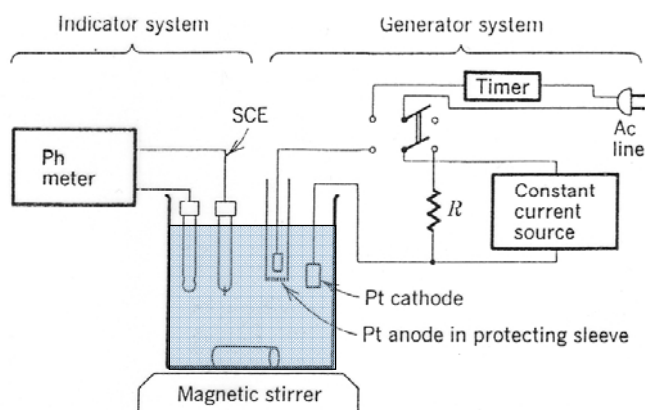 Indicator system
Generator system
Timer
SCE
Ac
line
Ph
meter
R
Constant
current
source
Pt cathode
Pt anode in protecting sleeve
Magnetic stirrer